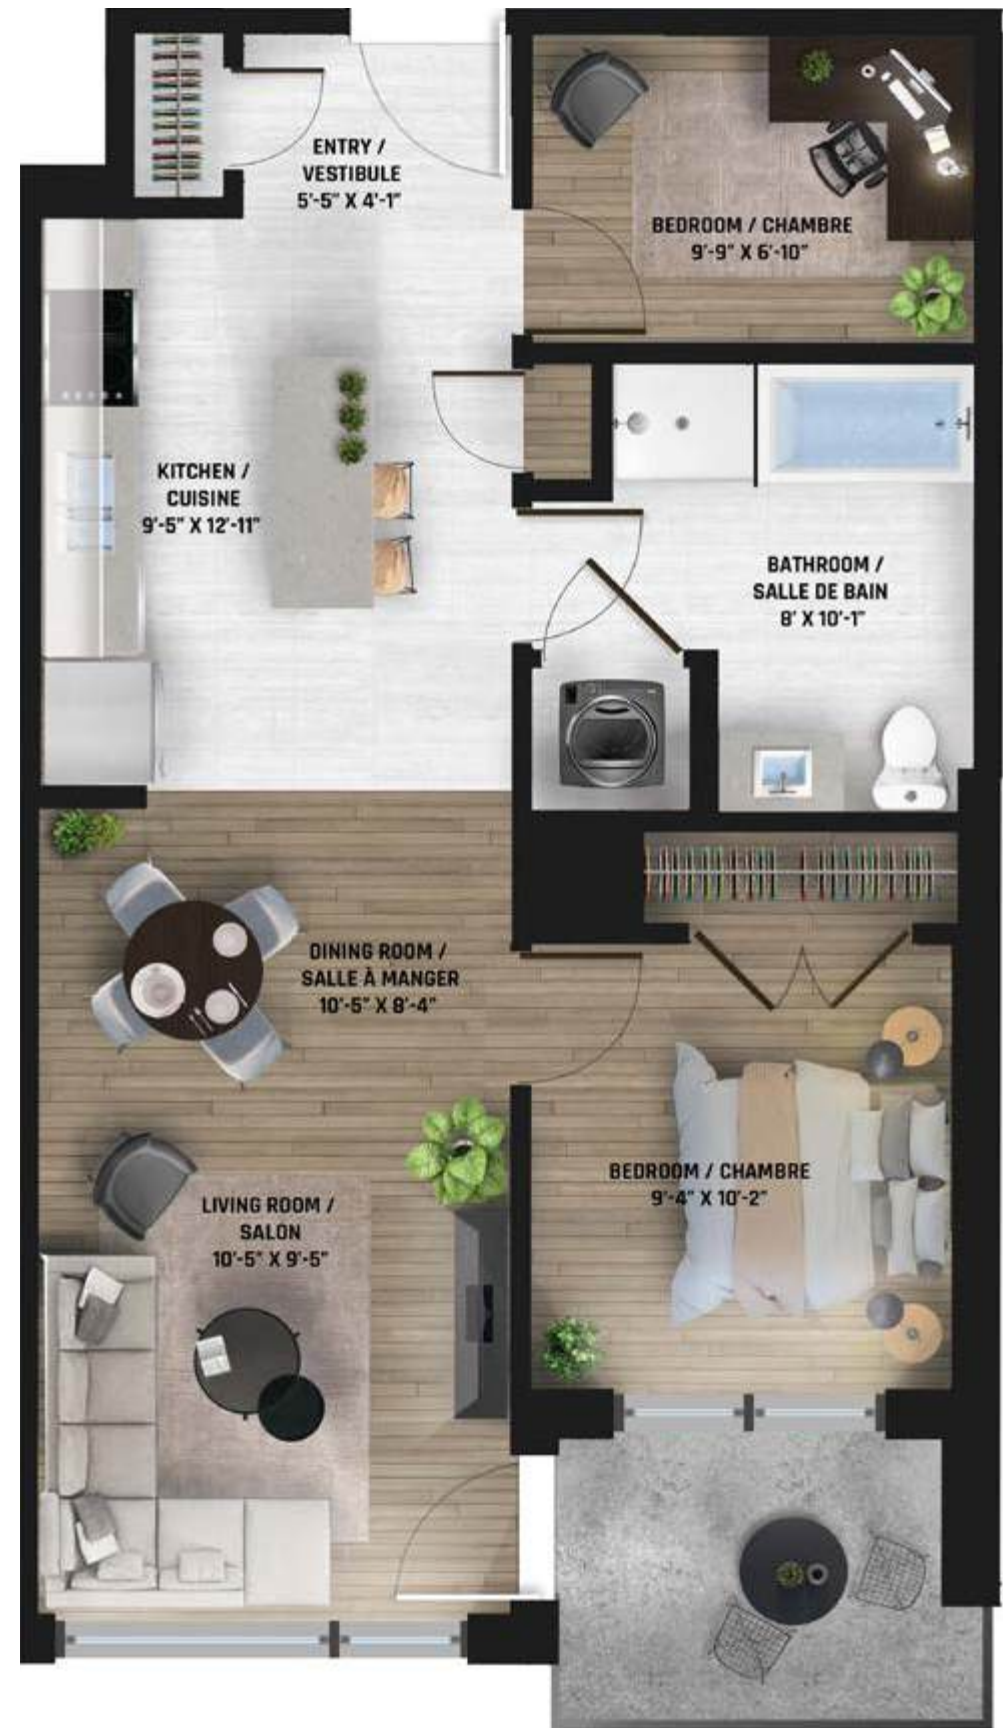 ENTRY /
VESTIBULE
5'-5" X 4'-1"
BEDROOM / CHAMBRE
9'-9" X 6'-10"
KITCHEN /
CUISINE
9'-5" X 12'-11"
BATHROOM /
SALLE DE BAIN
8' X 10'-1"
DINING ROOM /
SALLE À MANGER
10'-5" X 8'-4"
BEDROOM / CHAMBRE
9'-4" X 10'-2"
LIVING ROOM /
SALON
10'-5" X 9'-5"